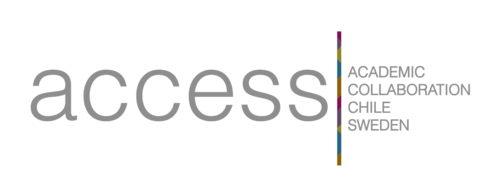 access
ACADEMIC
COLLABORATION
CHILE
SWEDEN